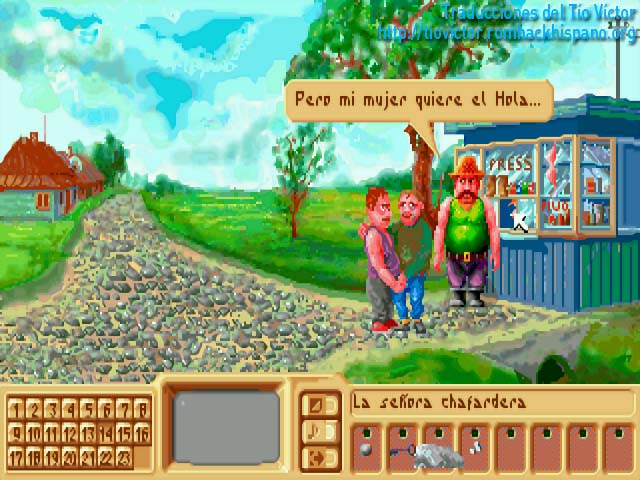 Traducciones del Tío Víctor
http://tiovictor.romhackhispano.org
Pero mi mujer quiere el Hola...
PRESS
La señora chafardera
1 2 3 4 5 6 7 8
9 10 11 12 13 14 15 16
17 18 19 20 21 22 23